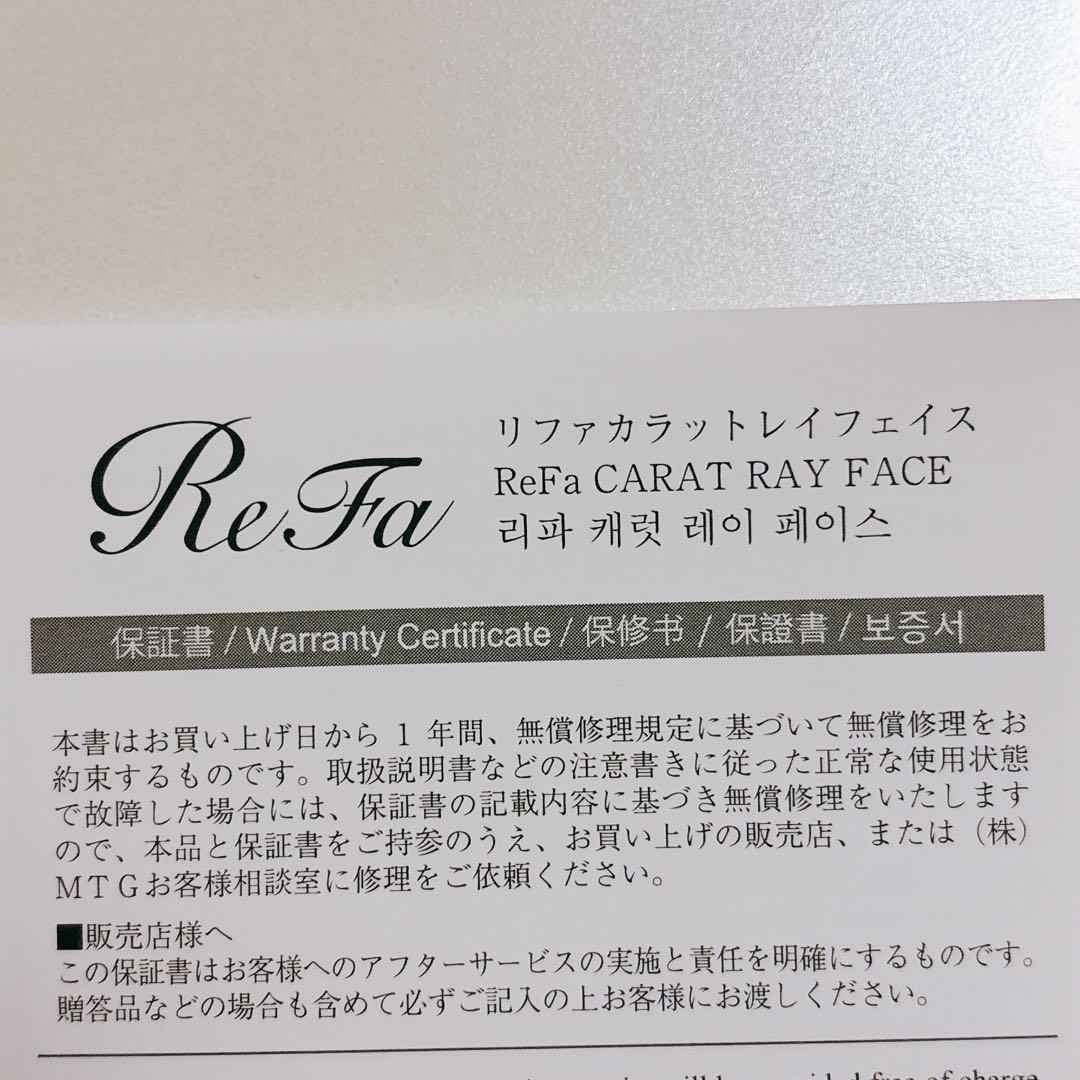 ReFa
リファカラットレイフェイス
ReFa CARAT RAY FACE
리파 캐럿 레이 페이스
保証書 / Warranty Certificate / 保修书 / 保證書 / 보증서
本書はお買い上げ日から 1 年間、無償修理規定に基づいて無償修理をお
約束するものです。取扱説明書などの注意書きに従った正常な使用状態
で故障した場合には、保証書の記載内容に基づき無償修理をいたします
ので、本品と保証書をご持参のうえ、お買い上げの販売店、または（株）
ＭＴＧお客様相談室に修理をご依頼ください。
■販売店様へ
この保証書はお客様へのアフターサービスの実施と責任を明確にするものです。
贈答品などの場合も含めて必ずご記入の上お客様にお渡しください。
free of charge